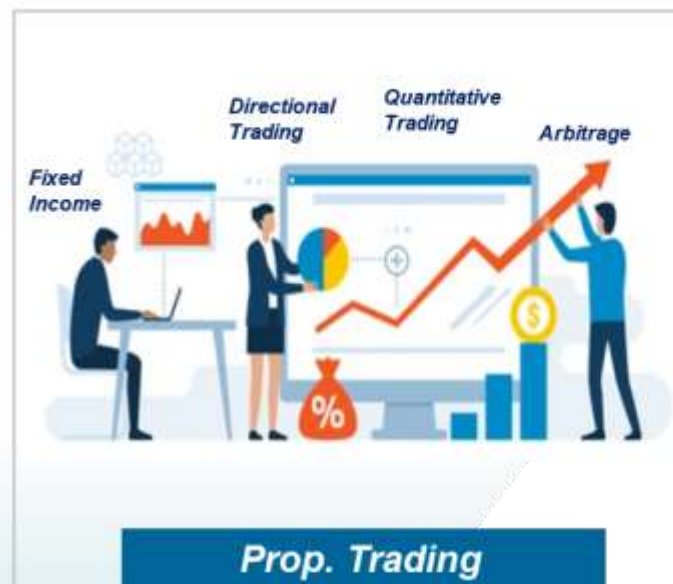 Directional
Trading
Quantitative
Trading
Arbitrage
Fixed
Income
$
%
Prop. Trading